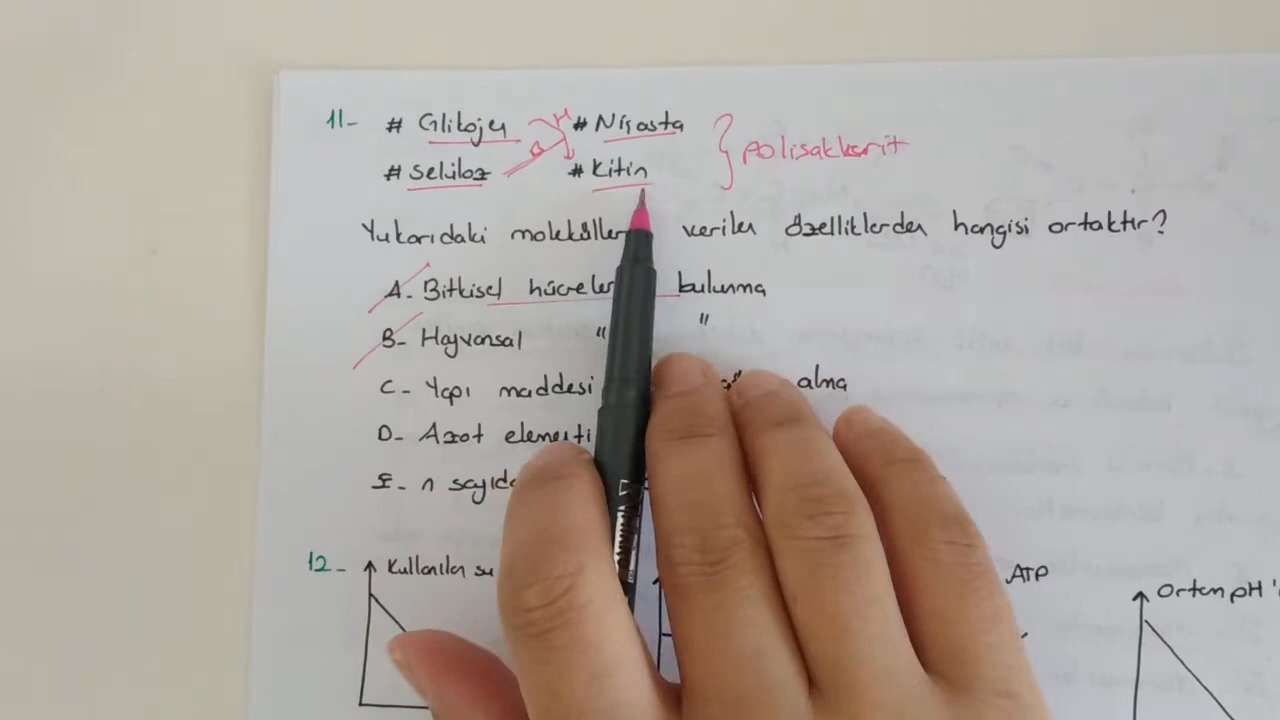 11- # Glikojen # Nişasta } polisakkarit
# Selüloz # Kitin
Yukarıdaki moleküller verilen özelliklerden hangisi ortaktır?
A- Bitkisel hücreler bulunma
B- Hayvansal " "
C- Yapı maddesi alma
D- Azot elementi
E- n sayıda
12- Kullanılan su ATP Ortam pH'ı